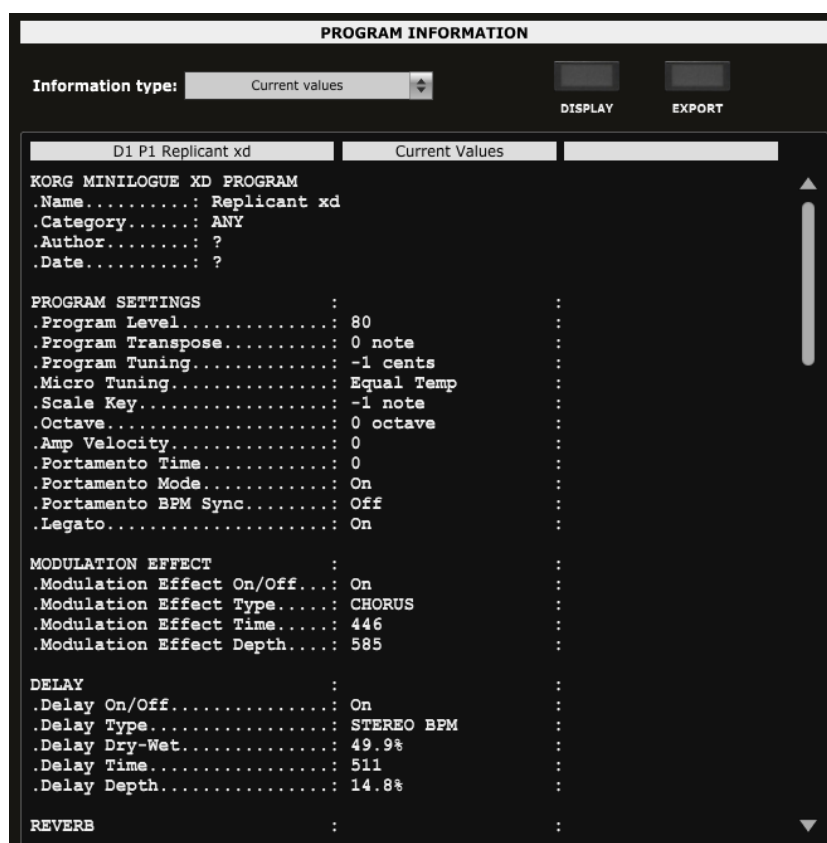 PROGRAM INFORMATION
Information type: Current values
DISPLAY EXPORT
D1 P1 Replicant xd Current Values
KORG MINILOGUE XD PROGRAM
.Name..........: Replicant xd
.Category......: ANY
.Author........: ?
.Date..........: ?
PROGRAM SETTINGS : :
.Program Level..............: 80 :
.Program Transpose..........: 0 note :
.Program Tuning.............: -1 cents :
.Micro Tuning...............: Equal Temp :
.Scale Key..................: -1 note :
.Octave.....................: 0 octave :
.Amp Velocity...............: 0 :
.Portamento Time............: 0 :
.Portamento Mode............: On :
.Portamento BPM Sync........: Off :
.Legato.....................: On :
MODULATION EFFECT : :
.Modulation Effect On/Off...: On :
.Modulation Effect Type.....: CHORUS :
.Modulation Effect Time.....: 446 :
.Modulation Effect Depth....: 585 :
DELAY : :
.Delay On/Off...............: On :
.Delay Type.................: STEREO BPM :
.Delay Dry-Wet..............: 49.9% :
.Delay Time.................: 511 :
.Delay Depth................: 14.8% :
REVERB : :